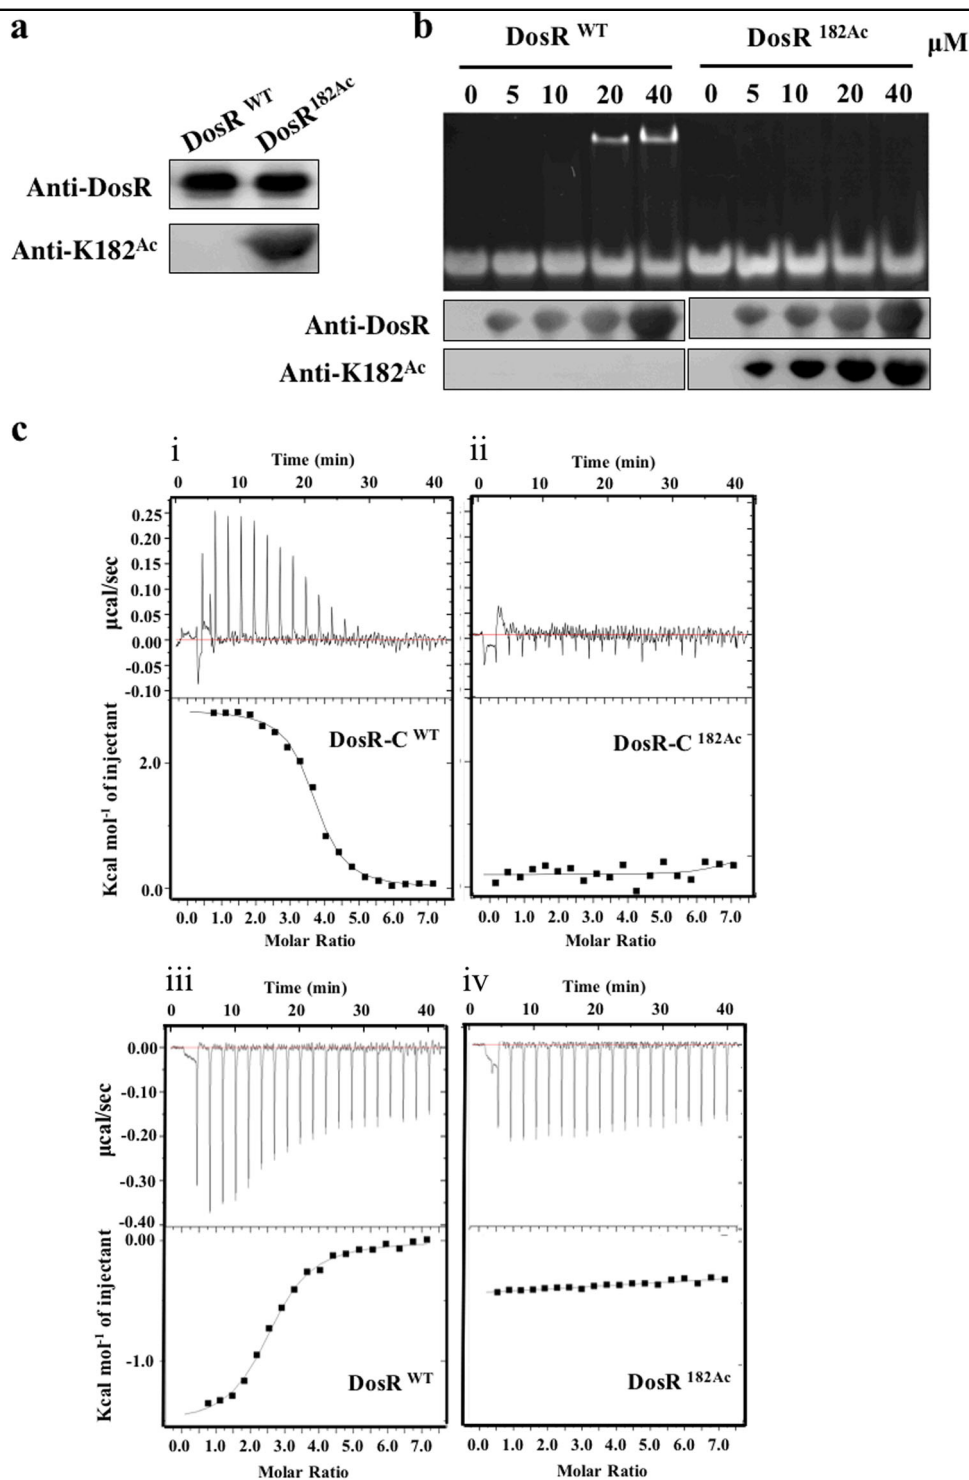 a
DosR WT
DosR182Ac
Anti-DosR
Anti-K182Ac
b
DosR WT
DosR 182Ac
µM
0 5 10 20 40 0 5 10 20 40
Anti-DosR
Anti-K182Ac
c
i
Time (min)
0 10 20 30 40
0.25
0.20
0.15
0.10
0.05
0.00
-0.05
-0.10
µcal/sec
2.0
0.0
Kcal mol-1 of injectant
DosR-C WT
0.0 1.0 2.0 3.0 4.0 5.0 6.0 7.0
Molar Ratio
ii
Time (min)
0 10 20 30 40
DosR-C 182Ac
0.0 1.0 2.0 3.0 4.0 5.0 6.0 7.0
Molar Ratio
iii
Time (min)
0 10 20 30 40
0.00
-0.10
-0.20
-0.30
-0.40
µcal/sec
0.00
-1.0
Kcal mol-1 of injectant
DosR WT
0.0 1.0 2.0 3.0 4.0 5.0 6.0 7.0
Molar Ratio
iv
Time (min)
0 10 20 30 40
DosR 182Ac
0.0 1.0 2.0 3.0 4.0 5.0 6.0 7.0
Molar Ratio